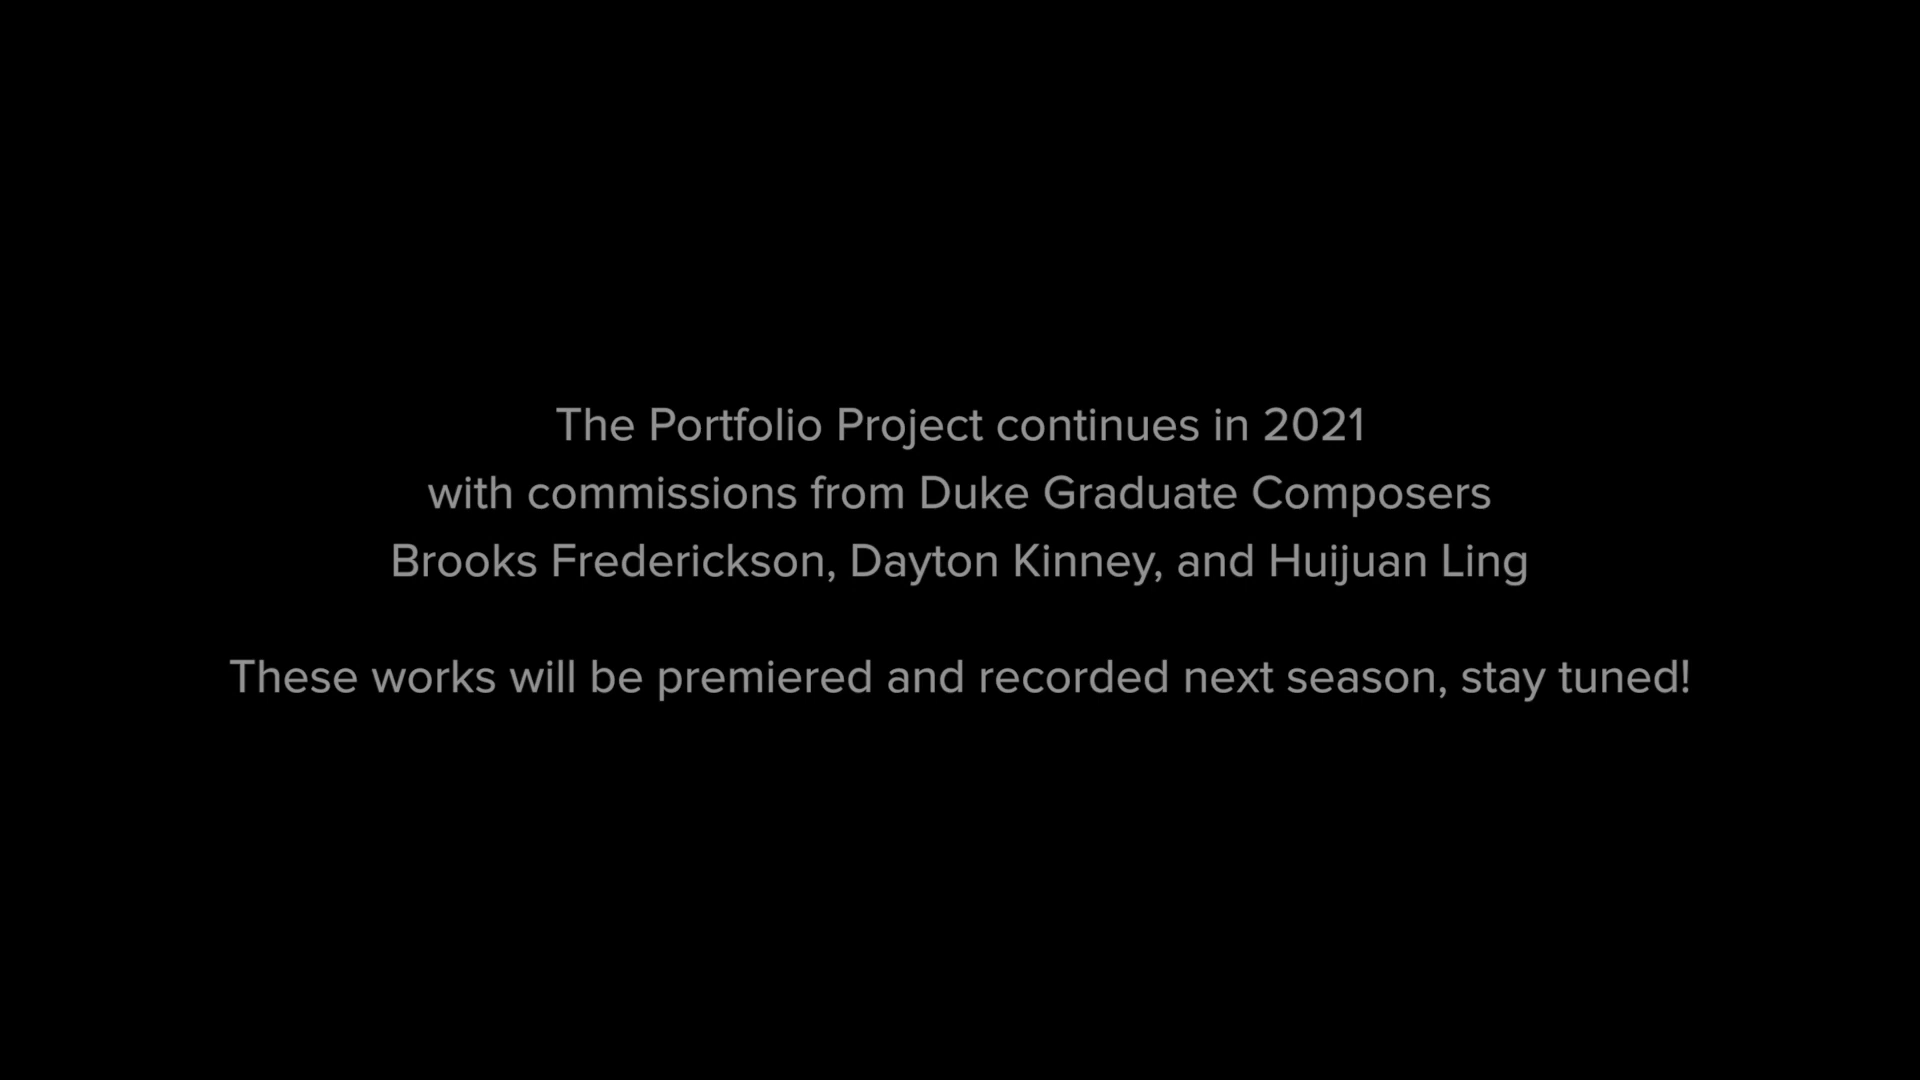 The Portfolio Project continues in 2021
with commissions from Duke Graduate Composers
Brooks Frederickson, Dayton Kinney, and Huijuan Ling
These works will be premiered and recorded next season, stay tuned!